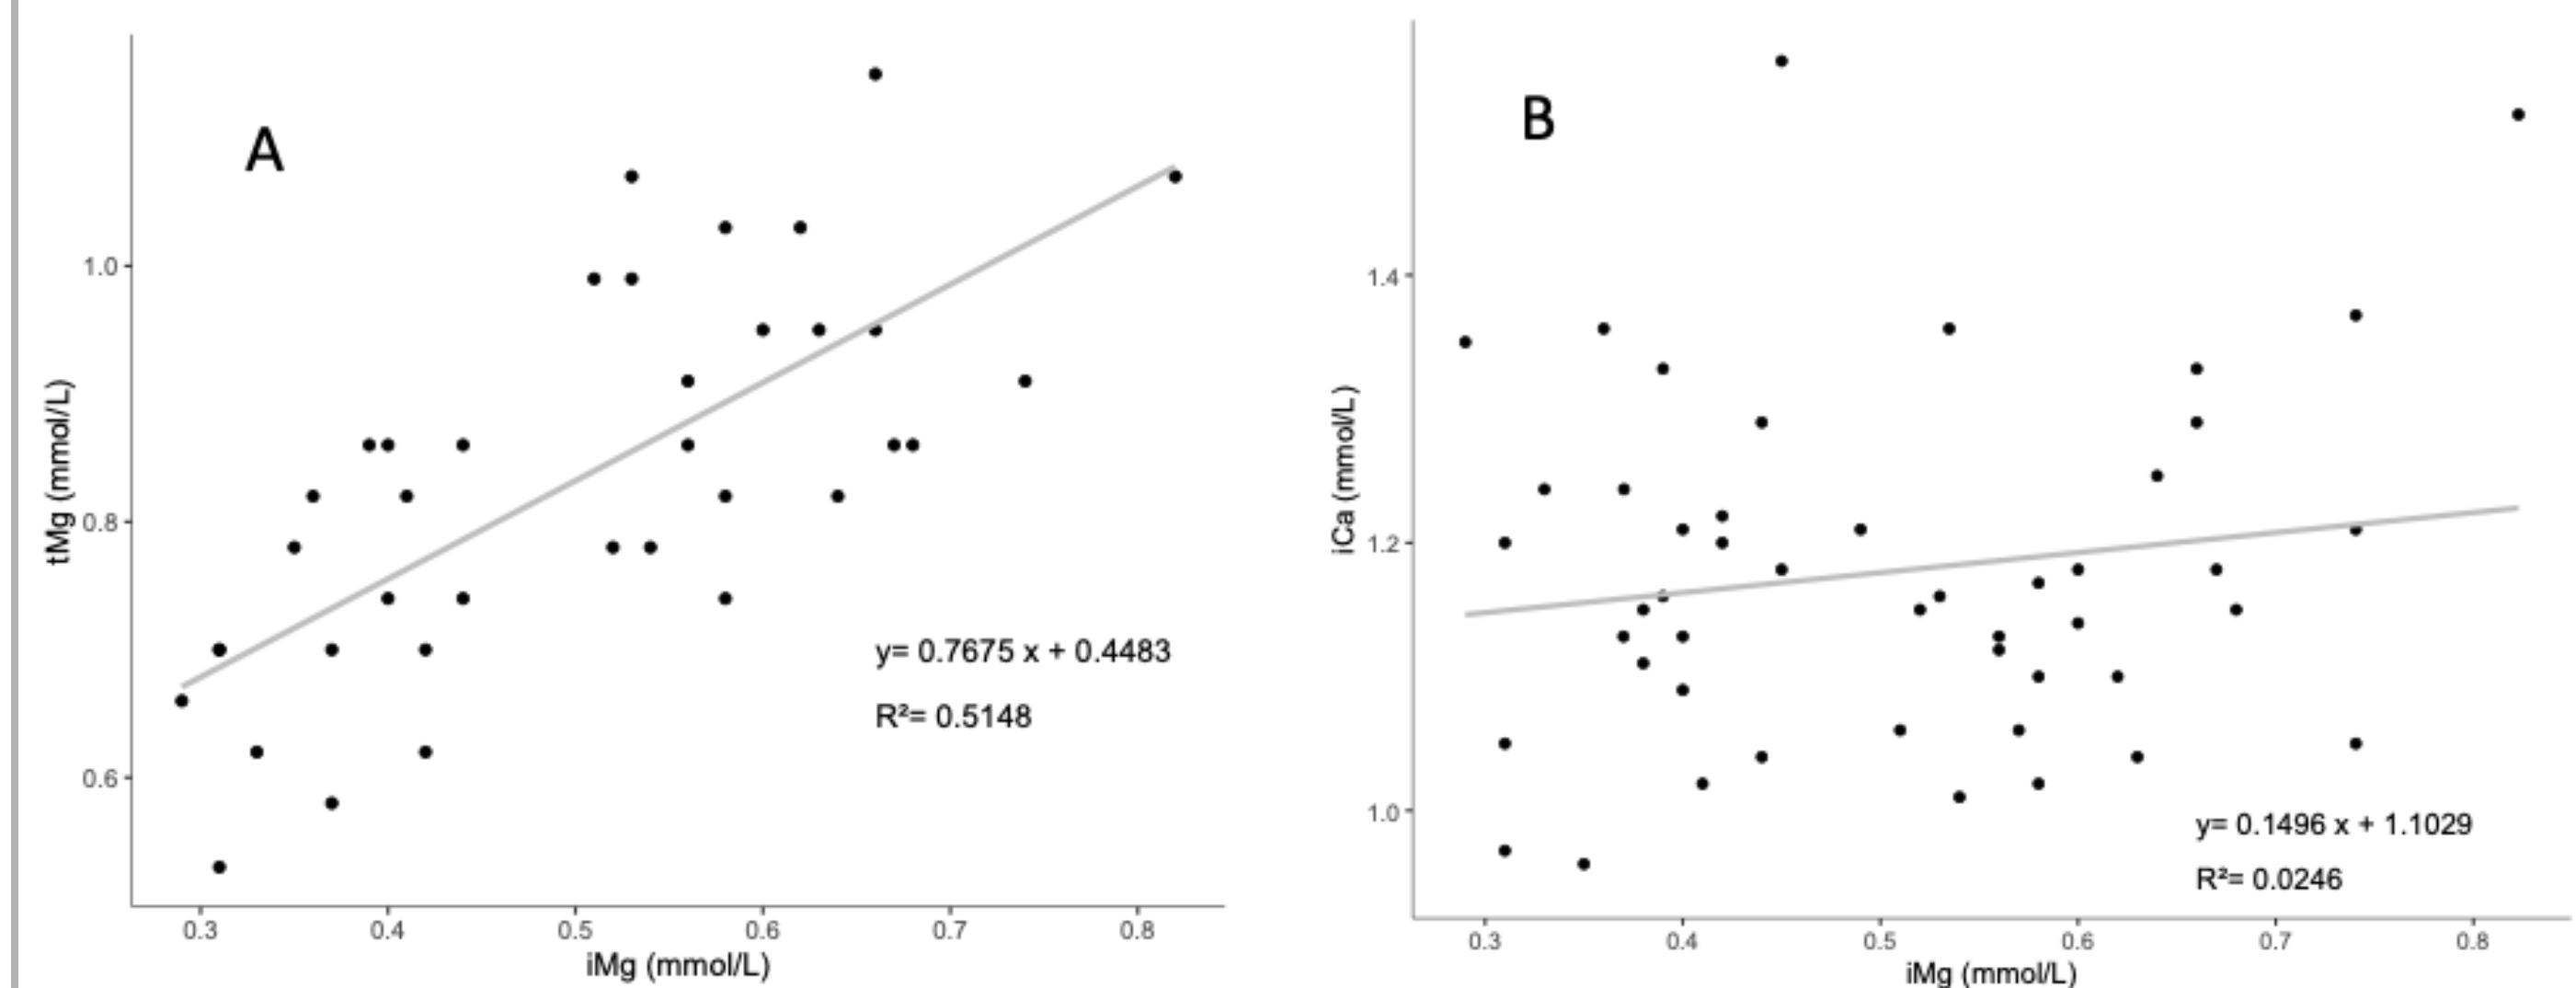 A
tMg (mmol/L)
1.0
0.8
0.6
y= 0.7675 x + 0.4483
R²= 0.5148
0.3 0.4 0.5 0.6 0.7 0.8
iMg (mmol/L)
B
iCa (mmol/L)
1.4
1.2
1.0
y= 0.1496 x + 1.1029
R²= 0.0246
0.3 0.4 0.5 0.6 0.7 0.8
iMg (mmol/L)